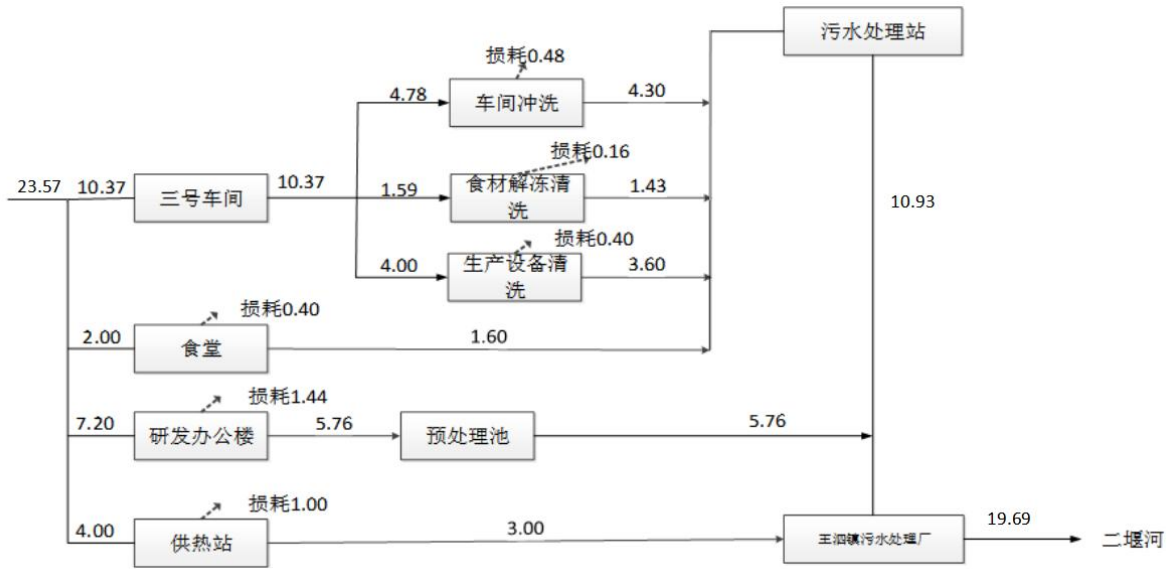 污水处理站
损耗0.48
4.78
车间冲洗
4.30
损耗0.16
23.57
10.37
三号车间
10.37
1.59
食材解冻清
洗
1.43
10.93
损耗0.40
4.00
生产设备清
洗
3.60
损耗0.40
2.00
食堂
1.60
损耗1.44
7.20
研发办公楼
5.76
预处理池
5.76
损耗1.00
4.00
供热站
3.00
王泗镇污水处理厂
19.69
二堰河